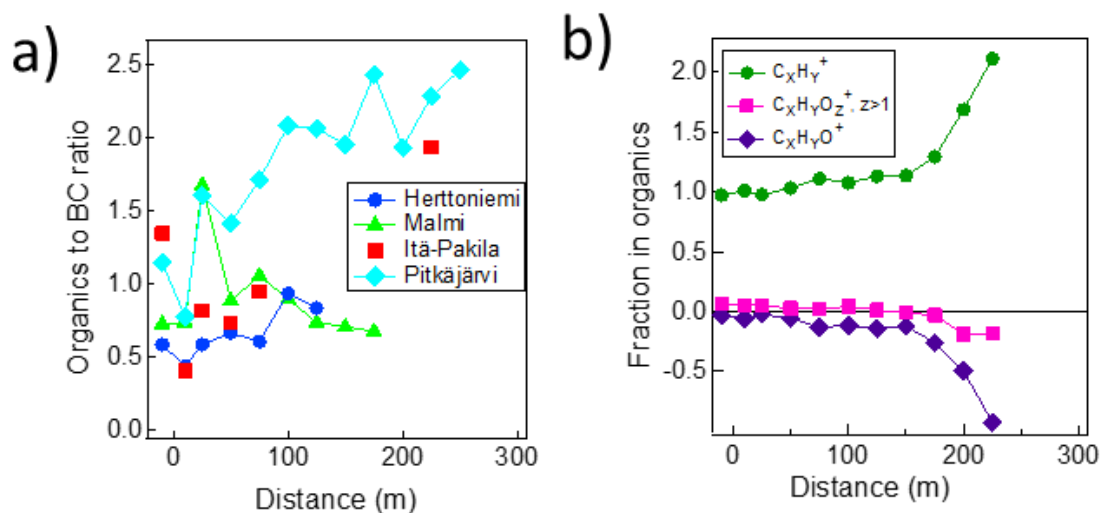 a)
Organics to BC ratio
2.5
2.0
1.5
1.0
0.5
0.0
Herttoniemi
Malmi
Itä-Pakila
Pitkäjärvi
0 100 200 300
Distance (m)
b)
Fraction in organics
2.0
1.5
1.0
0.5
0.0
-0.5
CXHY+
CXHYOZ+, z>1
CXHYO+
0 100 200 300
Distance (m)